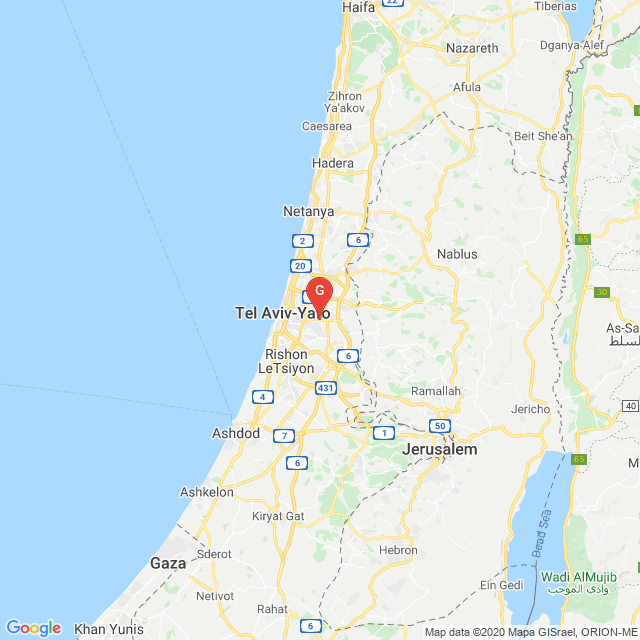 Haifa
22
Tiberias
Nazareth
Dganya Alef
Afula
Zihron
Ya'akov
Caesarea
Beit She'an
Hadera
Netanya
2
6
65
Nablus
20
30
G
Tel Aviv-Yafo
As-Sa
السلط
Rishon
LeTsiyon
6
431
4
Ramallah
40
Jericho
Ashdod
7
1
50
Jerusalem
6
65
Ashkelon
Kiryat Gat
Dead Sea
Gaza
Sderot
Hebron
Wadi AlMujib
وادي الموجب
Ein Gedi
Netivot
Rahat
6
Khan Yunis
Google
Map data ©2020 Mapa GISrael, ORION-ME